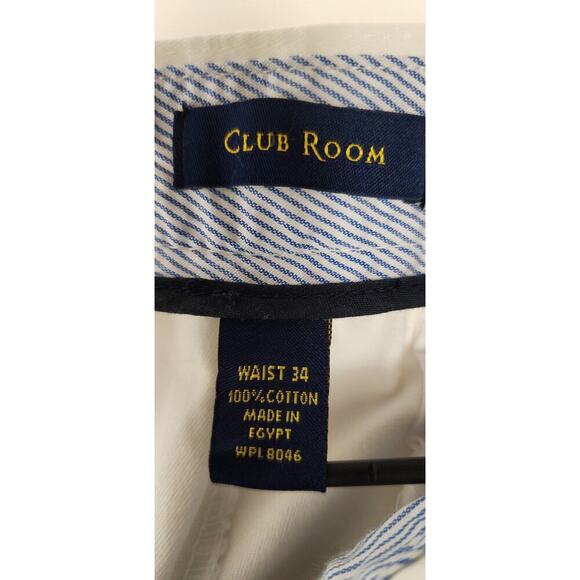 CLUB ROOM
WAIST 34
100% COTTON
MADE IN
EGYPT
WPL 8046